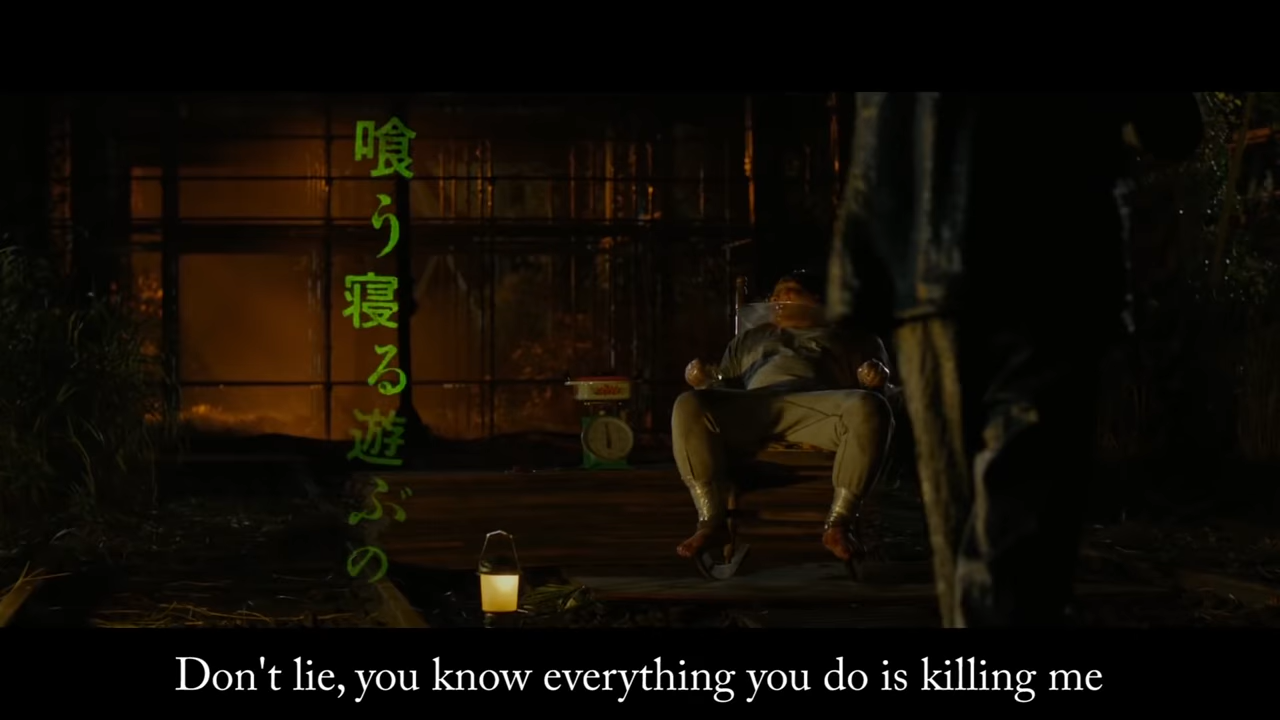 喰う寝る遊ぶの
Don't lie, you know everything you do is killing me